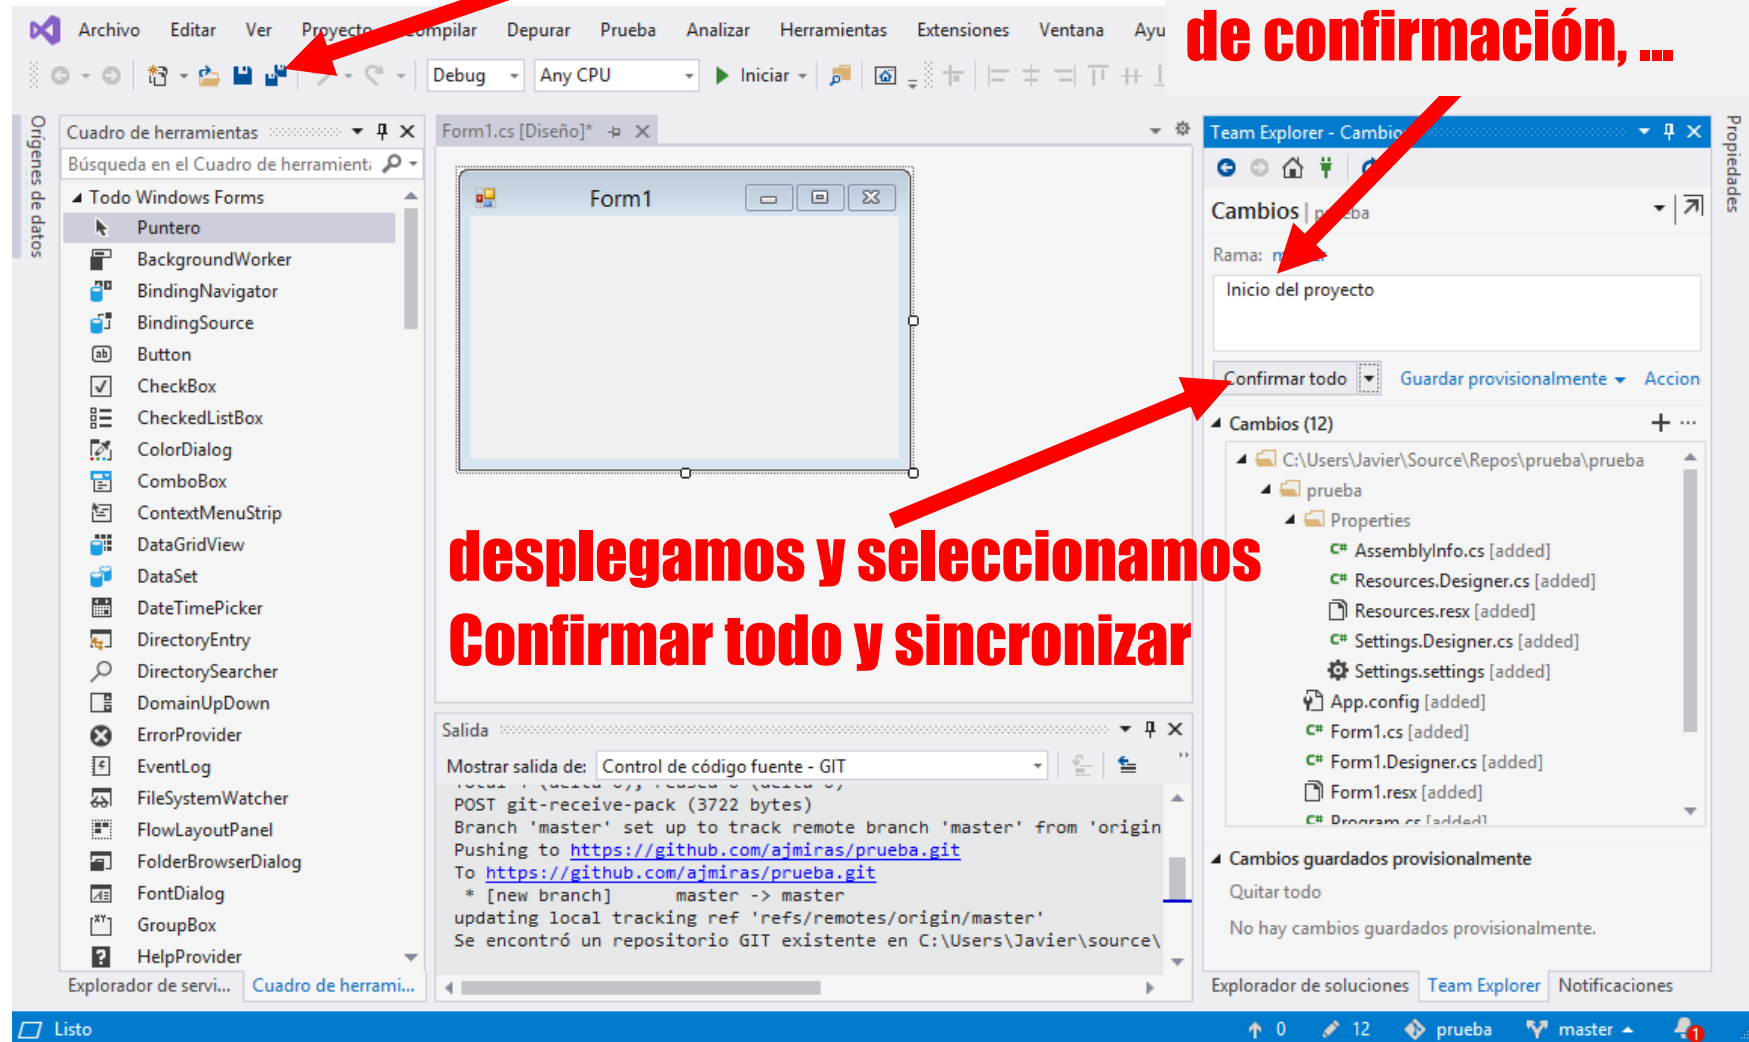 de confirmación, ...
Archivo Editar Ver Proyecto Depurar Prueba Analizar Herramientas Extensiones Ventana
Debug Any CPU Iniciar
Orígenes de datos
Cuadro de herramientas
Búsqueda en el Cuadro de herramient
Todo Windows Forms
Puntero
BackgroundWorker
BindingNavigator
BindingSource
Button
CheckBox
CheckedListBox
ColorDialog
ComboBox
ContextMenuStrip
DataGridView
DataSet
DateTimePicker
DirectoryEntry
DirectorySearcher
DomainUpDown
ErrorProvider
EventLog
FileSystemWatcher
FlowLayoutPanel
FolderBrowserDialog
FontDialog
GroupBox
HelpProvider
Explorador de servi... Cuadro de herrami...
Form1.cs [Diseño]*
Form1
desplegamos y seleccionamos
Confirmar todo y sincronizar
Salida
Mostrar salida de: Control de código fuente - GIT
POST git-receive-pack (3722 bytes)
Branch 'master' set up to track remote branch 'master' from 'origin
Pushing to https://github.com/ajmiras/prueba.git
To https://github.com/ajmiras/prueba.git
* [new branch] master -> master
updating local tracking ref 'refs/remotes/origin/master'
Se encontró un repositorio GIT existente en C:\Users\Javier\source\
Team Explorer - Cambio
Cambios | prueba
Rama:
Inicio del proyecto
Confirmar todo Guardar provisionalmente Accion
Cambios (12)
C:\Users\Javier\Source\Repos\prueba\prueba
prueba
Properties
C# AssemblyInfo.cs [added]
C# Resources.Designer.cs [added]
Resources.resx [added]
C# Settings.Designer.cs [added]
Settings.settings [added]
App.config [added]
C# Form1.cs [added]
C# Form1.Designer.cs [added]
Form1.resx [added]
C# Program.cs [added]
Cambios guardados provisionalmente
Quitar todo
No hay cambios guardados provisionalmente.
Explorador de soluciones Team Explorer Notificaciones
Propiedades
Listo
0 12 prueba master 1